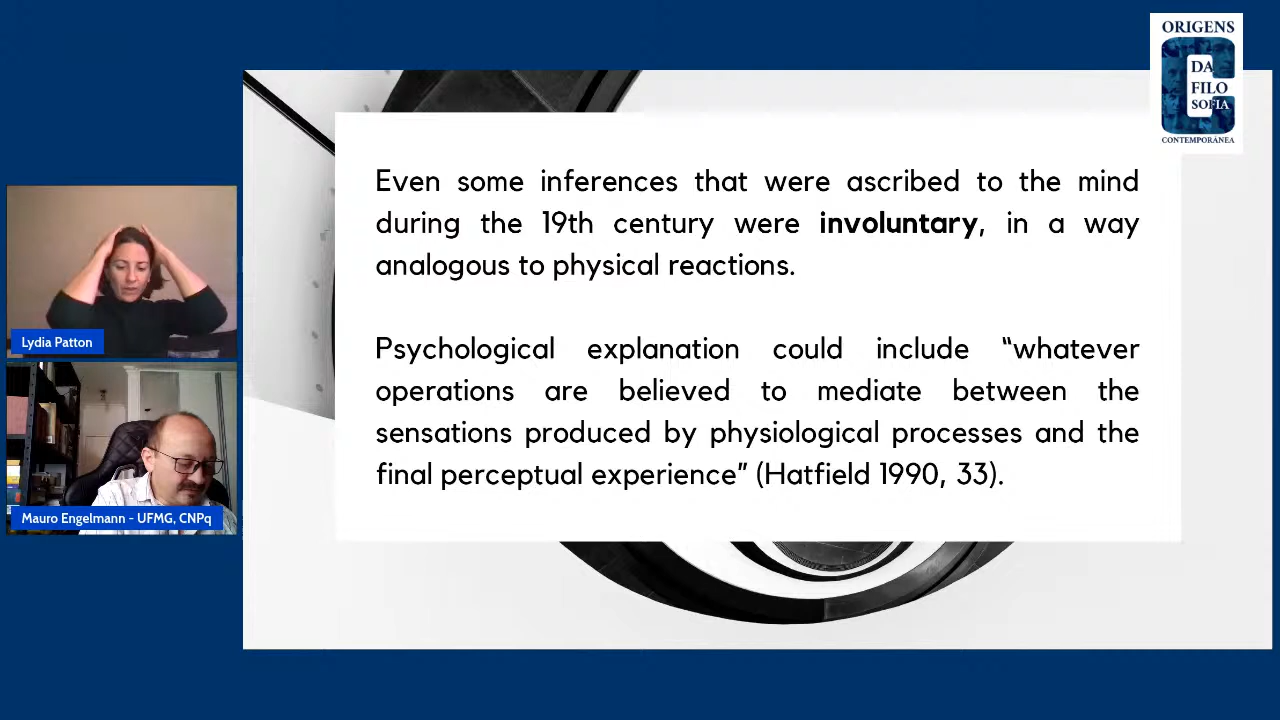 ORIGENS
DA
FILO
SOFIA
CONTEMPORÂNEA
Even some inferences that were ascribed to the mind
during the 19th century were involuntary, in a way
analogous to physical reactions.
Psychological explanation could include “whatever
operations are believed to mediate between the
sensations produced by physiological processes and the
final perceptual experience” (Hatfield 1990, 33).
Lydia Patton
Mauro Engelmann - UFMG, CNPq